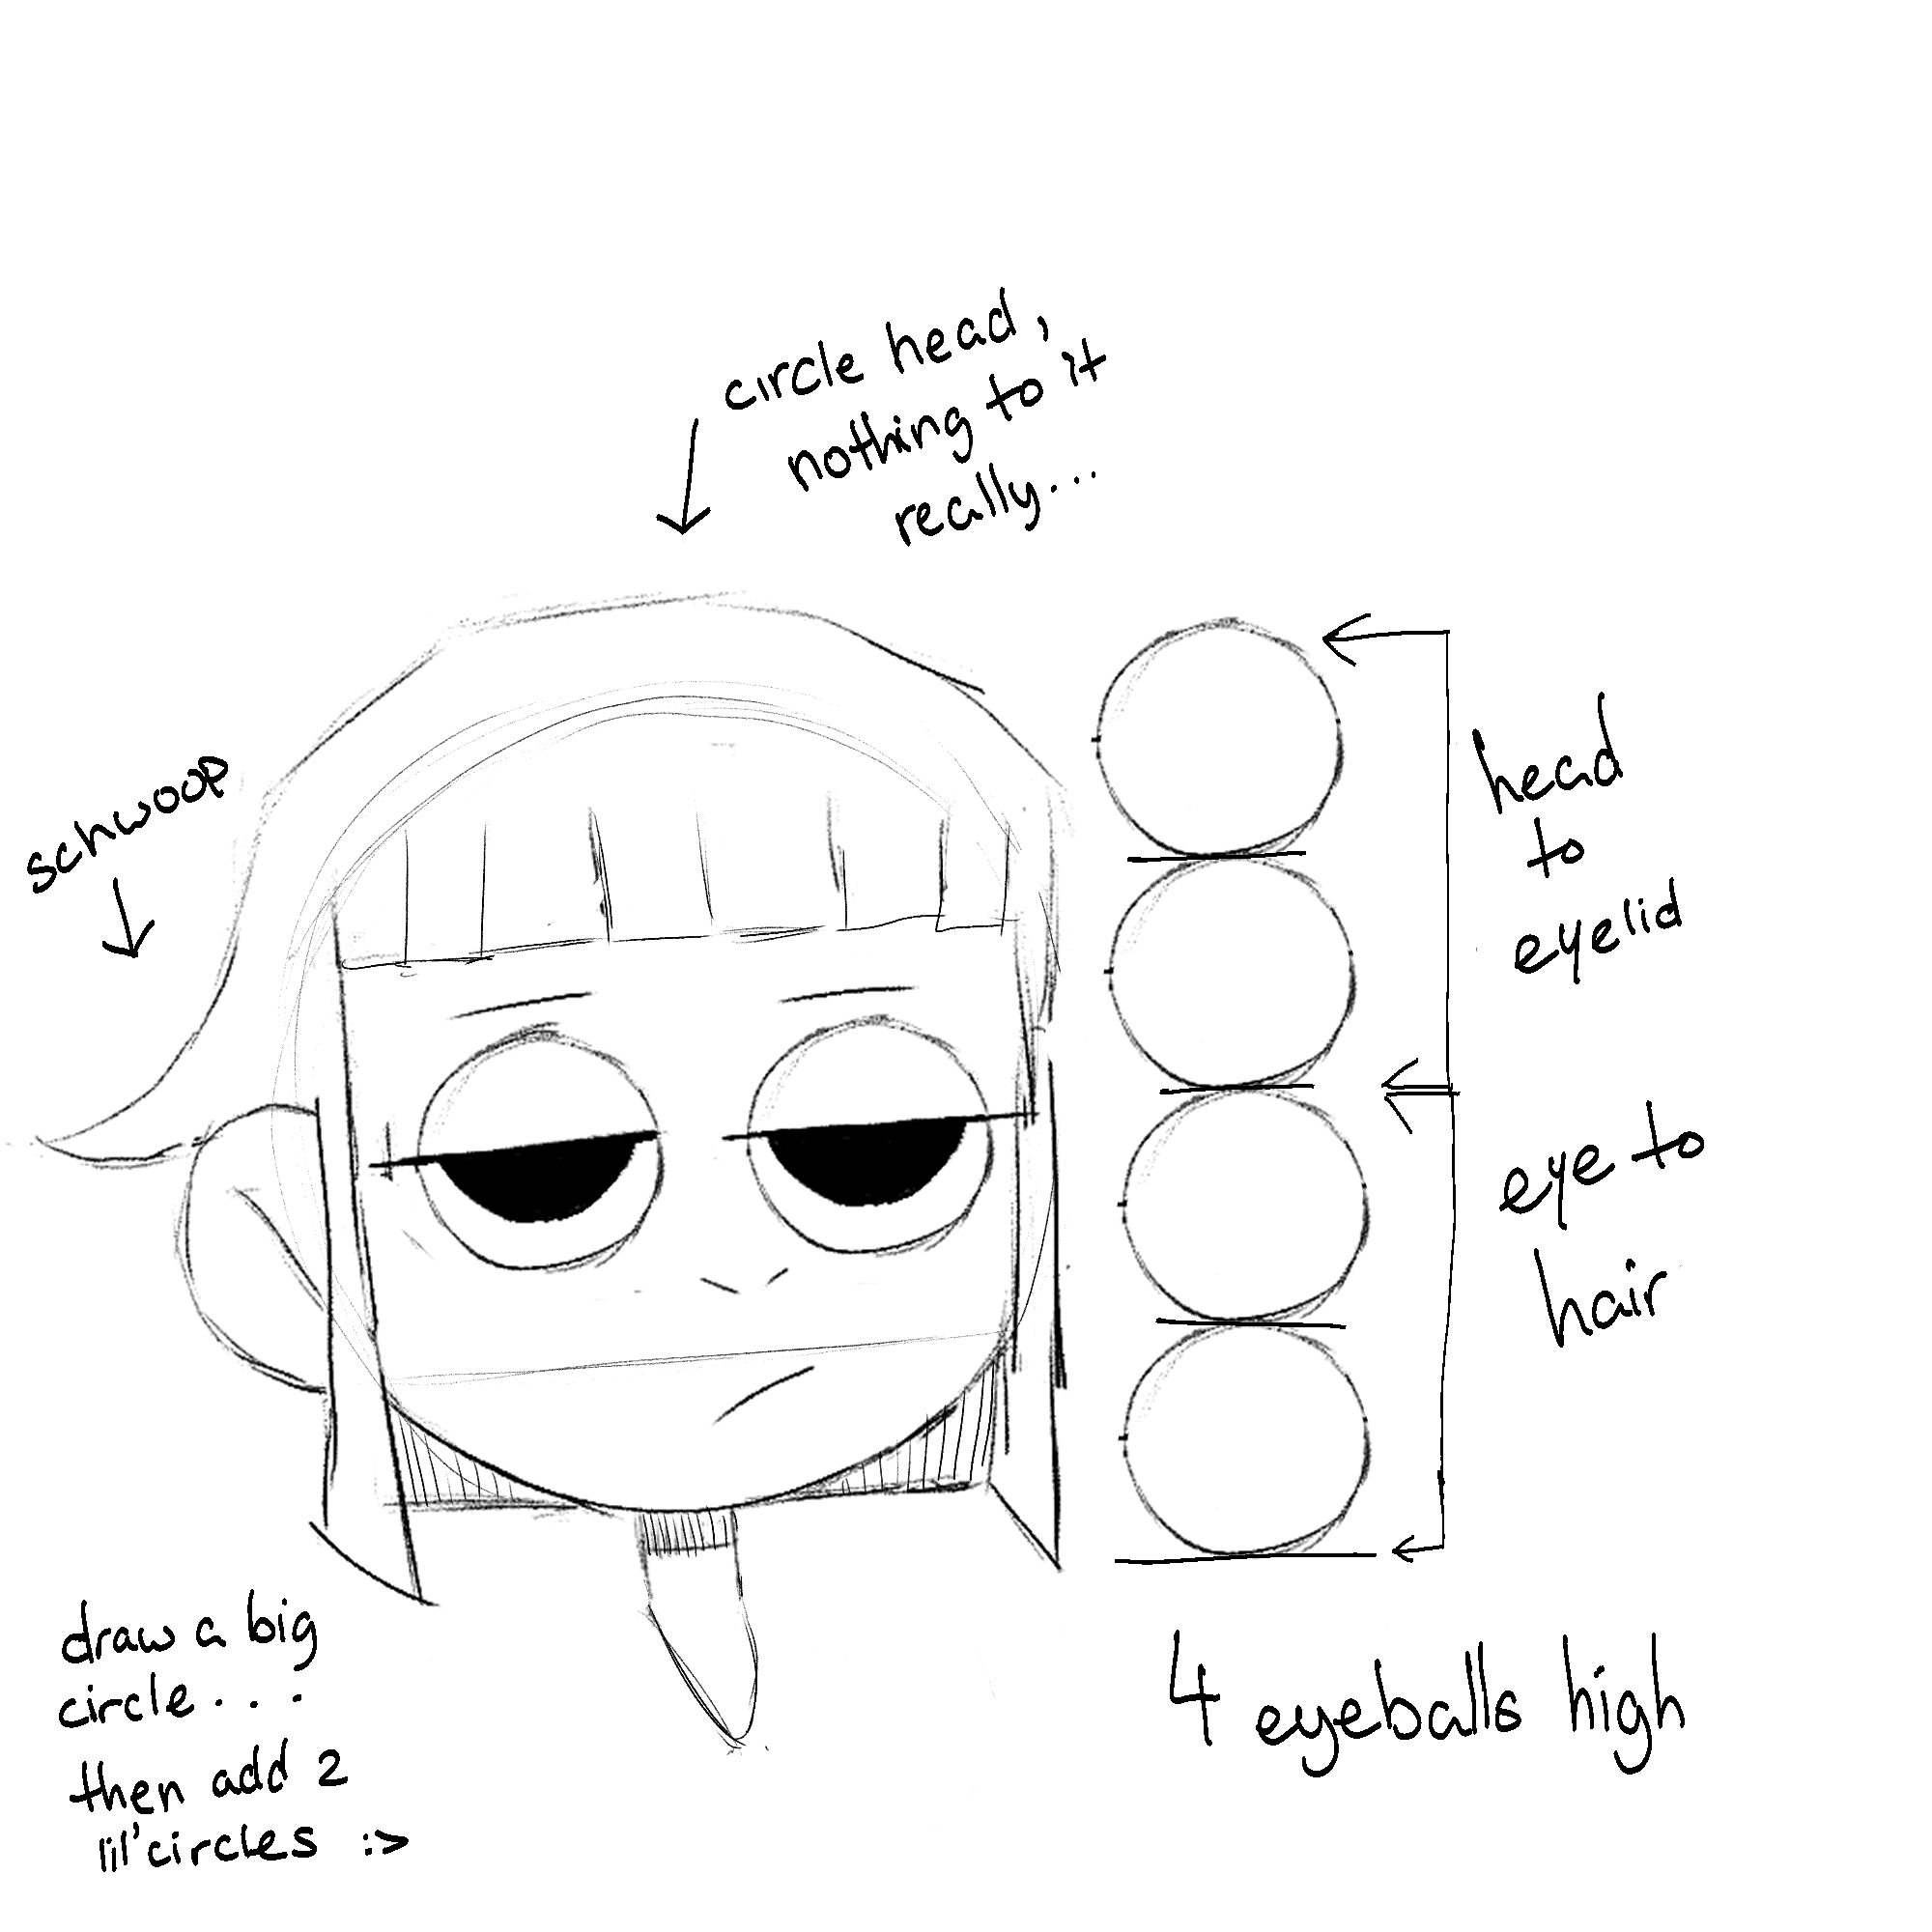 circle head,
nothing to it
really...
schwoop
head
to
eyelid
eye to
hair
draw a big
circle...
then add 2
lil'circles :>
4 eyeballs high